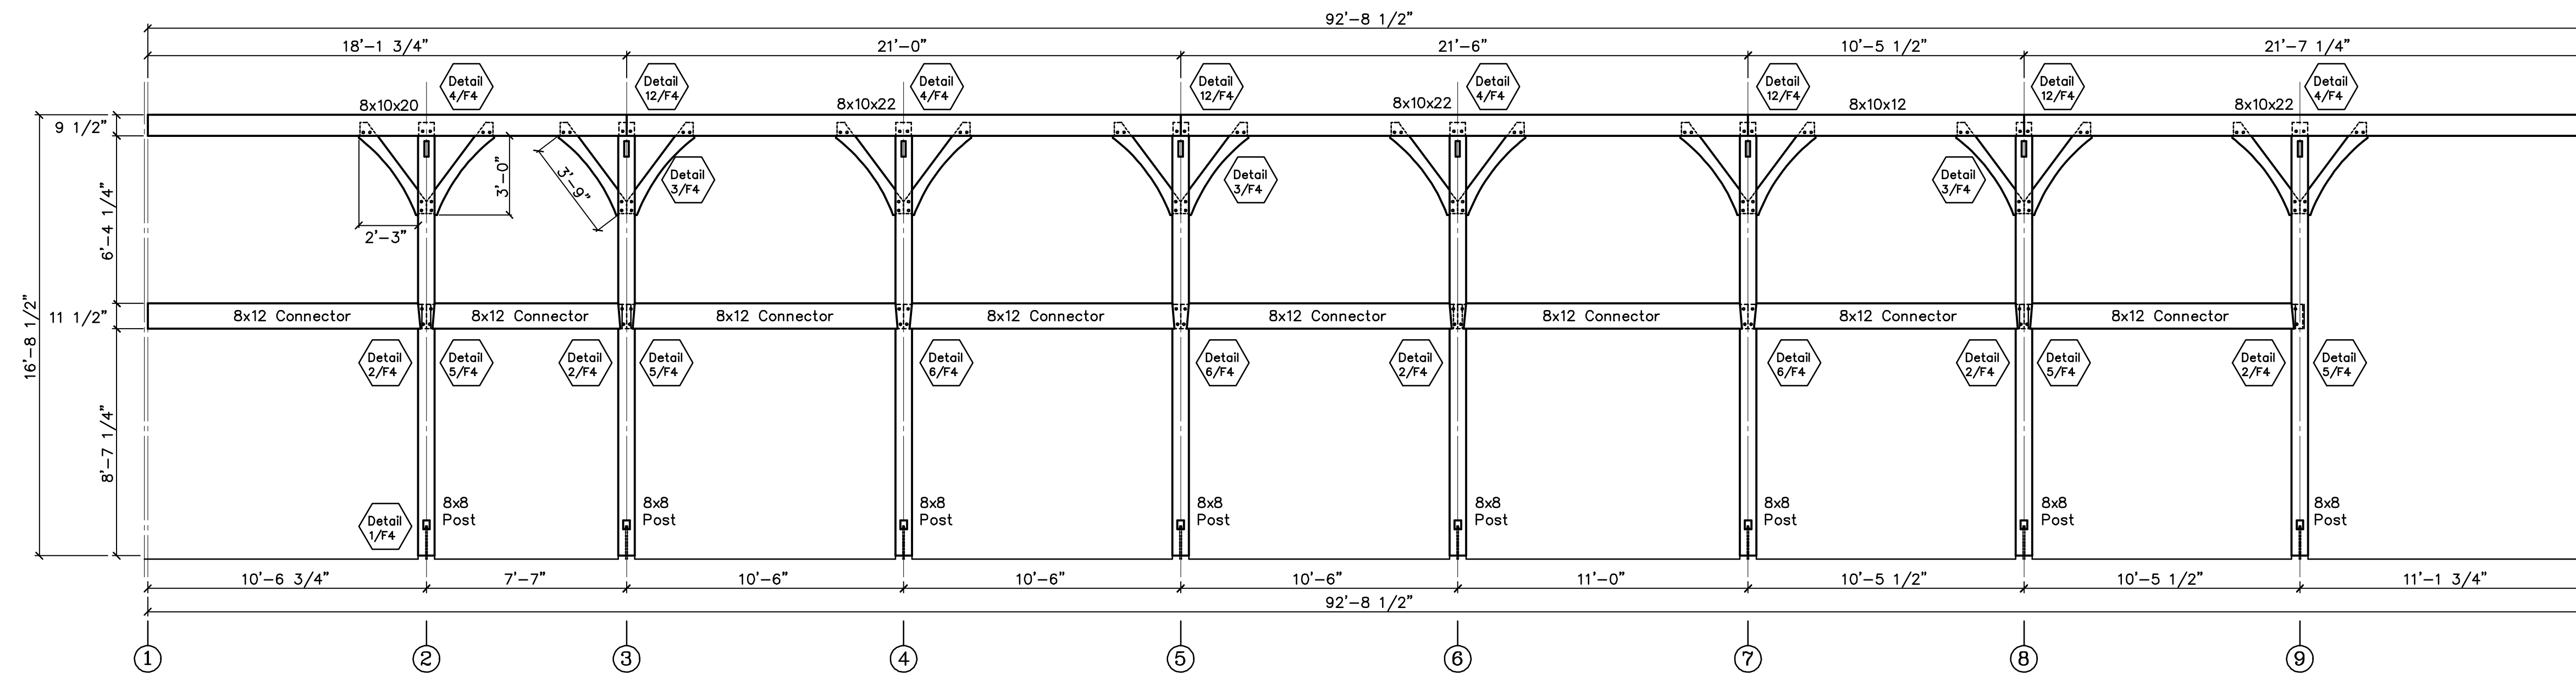 92'-8 1/2"
18'-1 3/4"
21'-0"
21'-6"
10'-5 1/2"
21'-7 1/4"
Detail
4/F4
Detail
12/F4
Detail
4/F4
Detail
12/F4
Detail
4/F4
Detail
12/F4
Detail
12/F4
Detail
4/F4
8x10x20
8x10x22
8x10x22
8x10x12
8x10x22
9 1/2"
6'-4 1/4"
11 1/2"
16'-8 1/2"
8'-7 1/4"
2'-3"
3'-0"
3'-9"
Detail
3/F4
Detail
3/F4
Detail
3/F4
8x12 Connector
8x12 Connector
8x12 Connector
8x12 Connector
8x12 Connector
8x12 Connector
8x12 Connector
8x12 Connector
Detail
2/F4
Detail
5/F4
Detail
2/F4
Detail
5/F4
Detail
6/F4
Detail
6/F4
Detail
2/F4
Detail
6/F4
Detail
2/F4
Detail
5/F4
Detail
2/F4
Detail
5/F4
Detail
1/F4
8x8
Post
8x8
Post
8x8
Post
8x8
Post
8x8
Post
8x8
Post
8x8
Post
8x8
Post
10'-6 3/4"
7'-7"
10'-6"
10'-6"
10'-6"
11'-0"
10'-5 1/2"
10'-5 1/2"
11'-1 3/4"
92'-8 1/2"
1
2
3
4
5
6
7
8
9